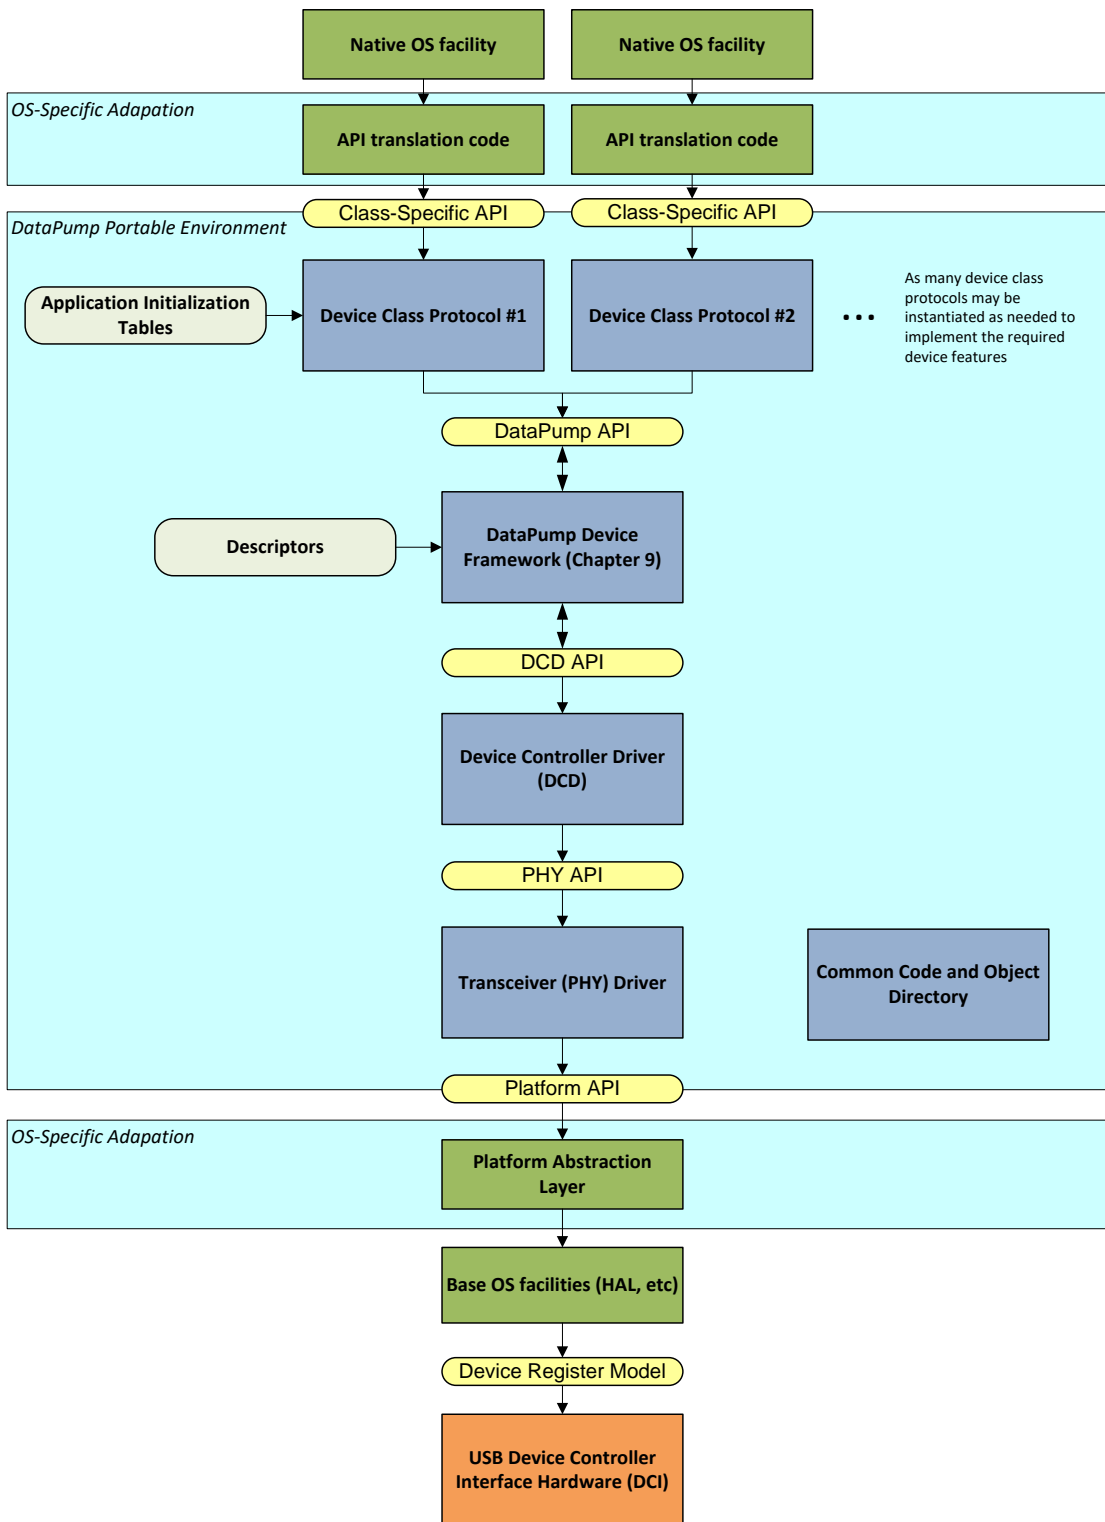 Native OS facility
Native OS facility
OS-Specific Adapation
API translation code
API translation code
Class-Specific API
Class-Specific API
DataPump Portable Environment
Application Initialization
Tables
Device Class Protocol #1
Device Class Protocol #2
...
As many device class
protocols may be
instantiated as needed to
implement the required
device features
DataPump API
Descriptors
DataPump Device
Framework (Chapter 9)
DCD API
Device Controller Driver
(DCD)
PHY API
Transceiver (PHY) Driver
Common Code and Object
Directory
Platform API
OS-Specific Adapation
Platform Abstraction
Layer
Base OS facilities (HAL, etc)
Device Register Model
USB Device Controller
Interface Hardware (DCI)